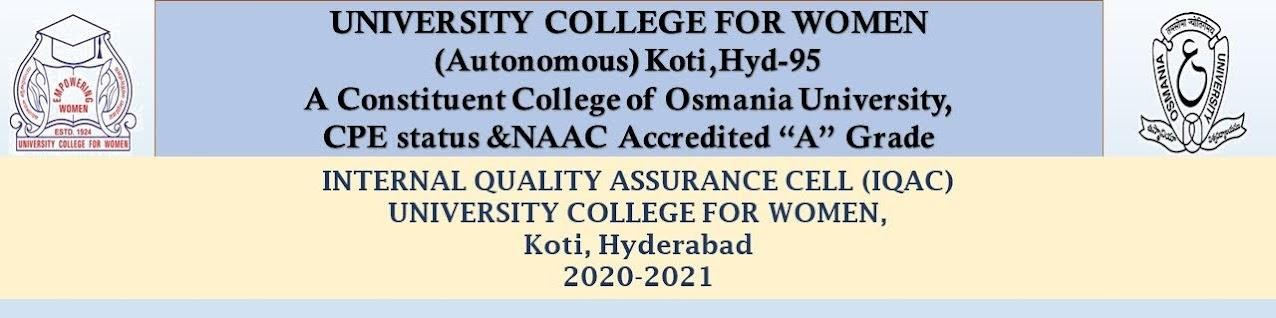 UNIVERSITY COLLEGE FOR WOMEN
(Autonomous) Koti,Hyd-95
A Constituent College of Osmania University,
CPE status &NAAC Accredited “A” Grade
EMPOWERING
WOMEN
ESTD. 1924
UNIVERSITY COLLEGE FOR WOMEN
OSMANIA UNIVERSITY
INTERNAL QUALITY ASSURANCE CELL (IQAC)
UNIVERSITY COLLEGE FOR WOMEN,
Koti, Hyderabad
2020-2021